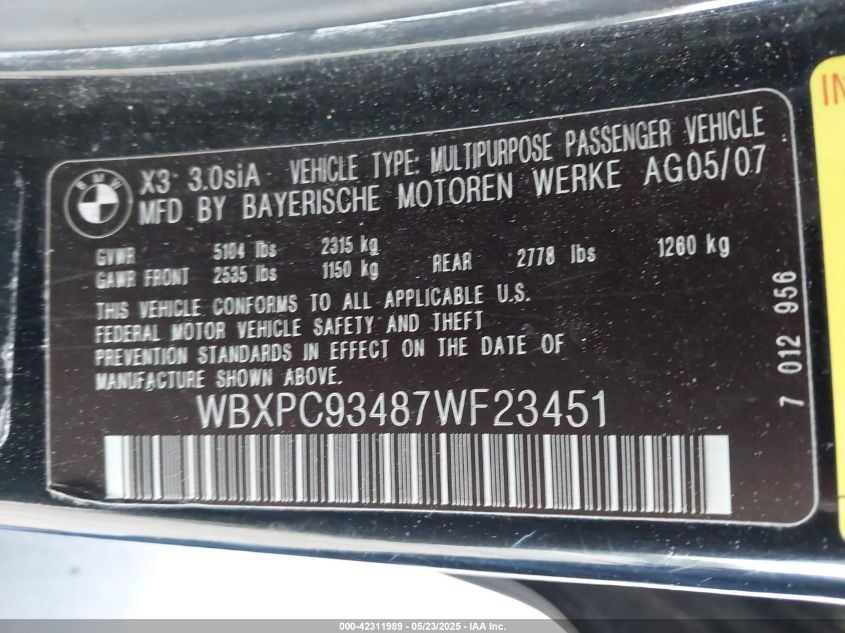 BMW
X3 3.0siA VEHICLE TYPE: MULTIPURPOSE PASSENGER VEHICLE
MFD BY BAYERISCHE MOTOREN WERKE AG05/07
GVWR 5104 lbs 2315 kg
GAWR FRONT 2535 lbs 1150 kg REAR 2778 lbs 1260 kg
THIS VEHICLE CONFORMS TO ALL APPLICABLE U.S.
FEDERAL MOTOR VEHICLE SAFETY AND THEFT
PREVENTION STANDARDS IN EFFECT ON THE DATE OF
MANUFACTURE SHOWN ABOVE.
WBXPC93487WF23451
7 012 956
IN
000-42311989 — 05/23/2025 — IAA Inc.